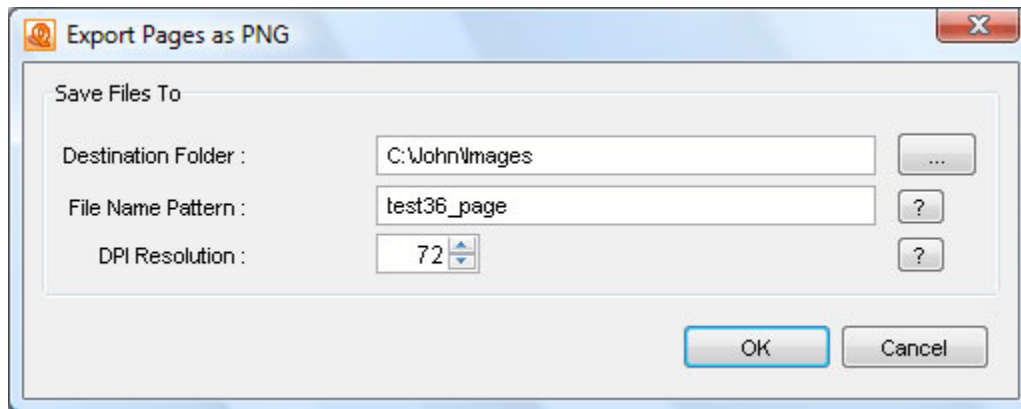 Export Pages as PNG
Save Files To
Destination Folder : C:\John\Images ...
File Name Pattern : test36_page ?
DPI Resolution : 72 ?
OK Cancel